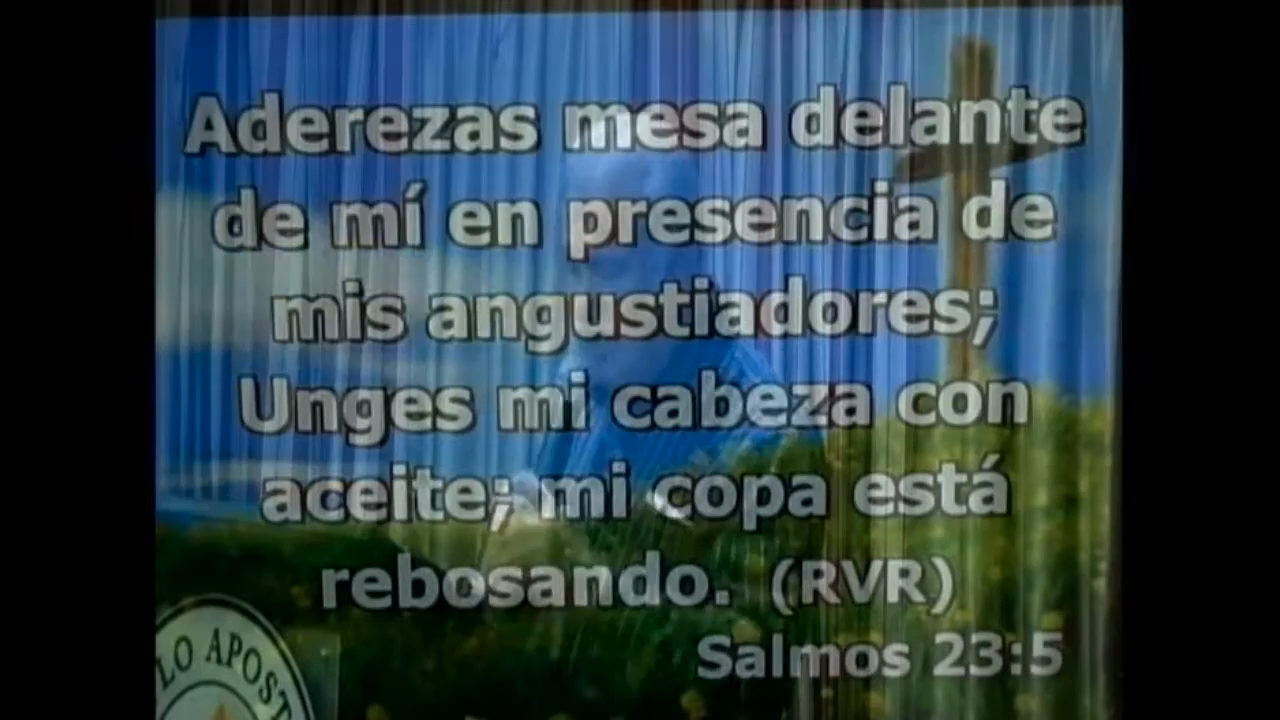 Aderezas mesa delante
de mí en presencia de
mis angustiadores;
Unges mi cabeza con
aceite; mi copa está
rebosando. (RVR)
Salmos 23:5
LO APOST